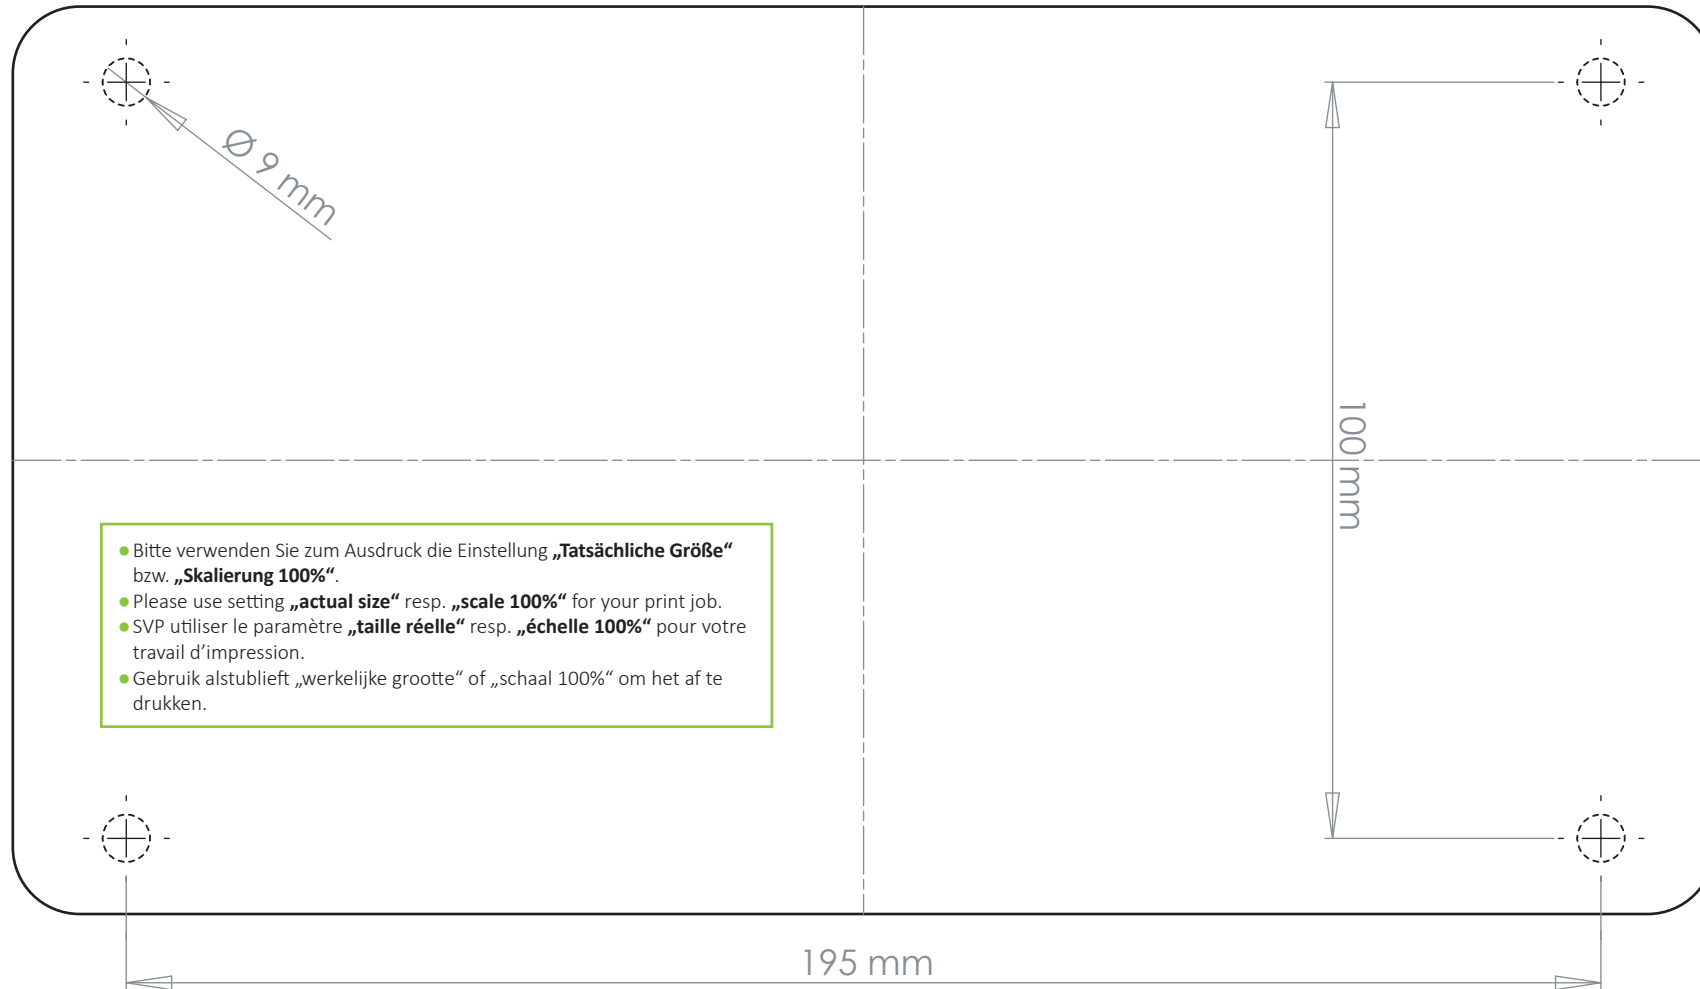 Ø 9 mm
100 mm
• Bitte verwenden Sie zum Ausdruck die Einstellung „Tatsächliche Größe“
bzw. „Skalierung 100%“.
• Please use setting „actual size“ resp. „scale 100%“ for your print job.
• SVP utiliser le paramètre „taille réelle“ resp. „échelle 100%“ pour votre
travail d’impression.
• Gebruik alstublieft „werkelijke grootte“ of „schaal 100%“ om het af te
drukken.
195 mm